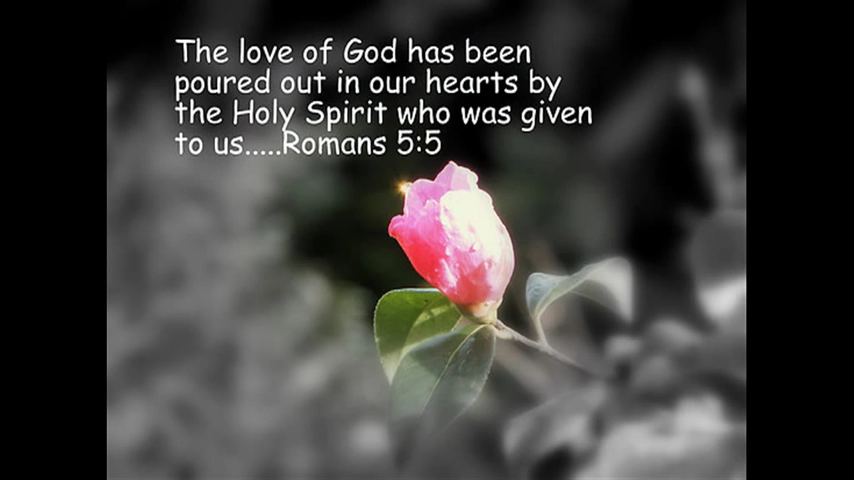 The love of God has been
poured out in our hearts by
the Holy Spirit who was given
to us.....Romans 5:5